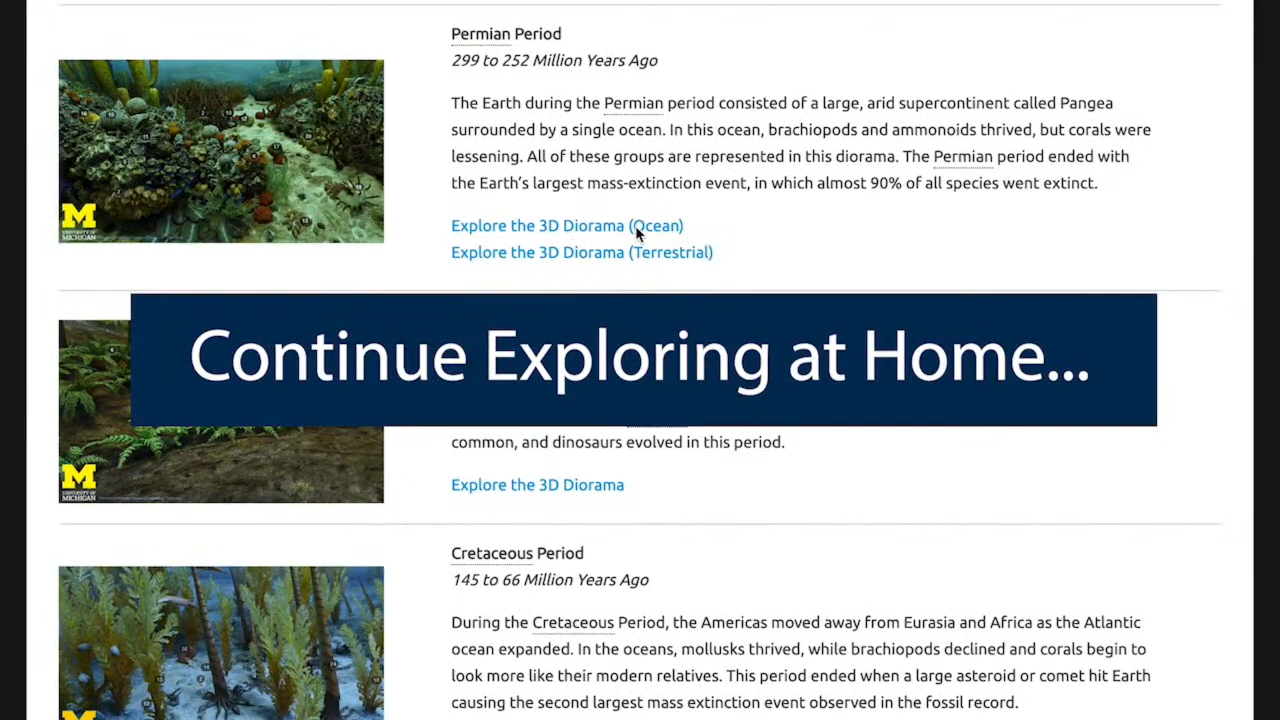 Permian Period
299 to 252 Million Years Ago
The Earth during the Permian period consisted of a large, arid supercontinent called Pangea
surrounded by a single ocean. In this ocean, brachiopods and ammonoids thrived, but corals were
lessening. All of these groups are represented in this diorama. The Permian period ended with
the Earth’s largest mass-extinction event, in which almost 90% of all species went extinct.
Explore the 3D Diorama (Ocean)
Explore the 3D Diorama (Terrestrial)
M
UNIVERSITY OF
MICHIGAN
Continue Exploring at Home...
common, and dinosaurs evolved in this period.
Explore the 3D Diorama
M
UNIVERSITY OF
MICHIGAN
Cretaceous Period
145 to 66 Million Years Ago
During the Cretaceous Period, the Americas moved away from Eurasia and Africa as the Atlantic
ocean expanded. In the oceans, mollusks thrived, while brachiopods declined and corals begin to
look more like their modern relatives. This period ended when a large asteroid or comet hit Earth
causing the second largest mass extinction event observed in the fossil record.